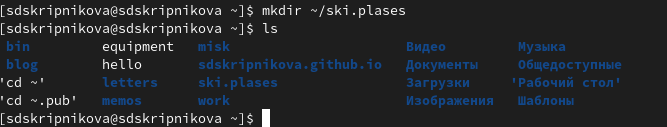 [sdskripnikova@sdskripnikova ~]$ mkdir ~/ski.plases
[sdskripnikova@sdskripnikova ~]$ ls
bin equipment misk Видео Музыка
blog hello sdskripnikova.github.io Документы Общедоступные
'cd ~' letters ski.plases Загрузки 'Рабочий стол'
'cd ~.pub' memos work Изображения Шаблоны
[sdskripnikova@sdskripnikova ~]$